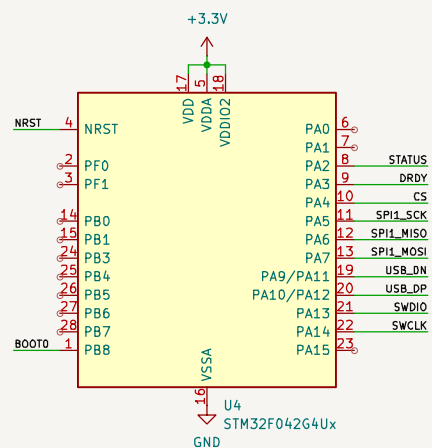 +3.3V
17 5 18
VDD VDDA VDDIO2
NRST 4 NRST PA0 6
PA1 7
2 PF0 PA2 8 STATUS
3 PF1 PA3 9 DRDY
PA4 10 CS
14 PB0 PA5 11 SPI1_SCK
15 PB1 PA6 12 SPI1_MISO
24 PB3 PA7 13 SPI1_MOSI
25 PB4 PA9/PA11 19 USB_DN
26 PB5 PA10/PA12 20 USB_DP
27 PB6 PA13 21 SWDIO
28 PB7 PA14 22 SWCLK
BOOT0 1 PB8 PA15 23
VSSA
16
U4
STM32F042G4Ux
GND